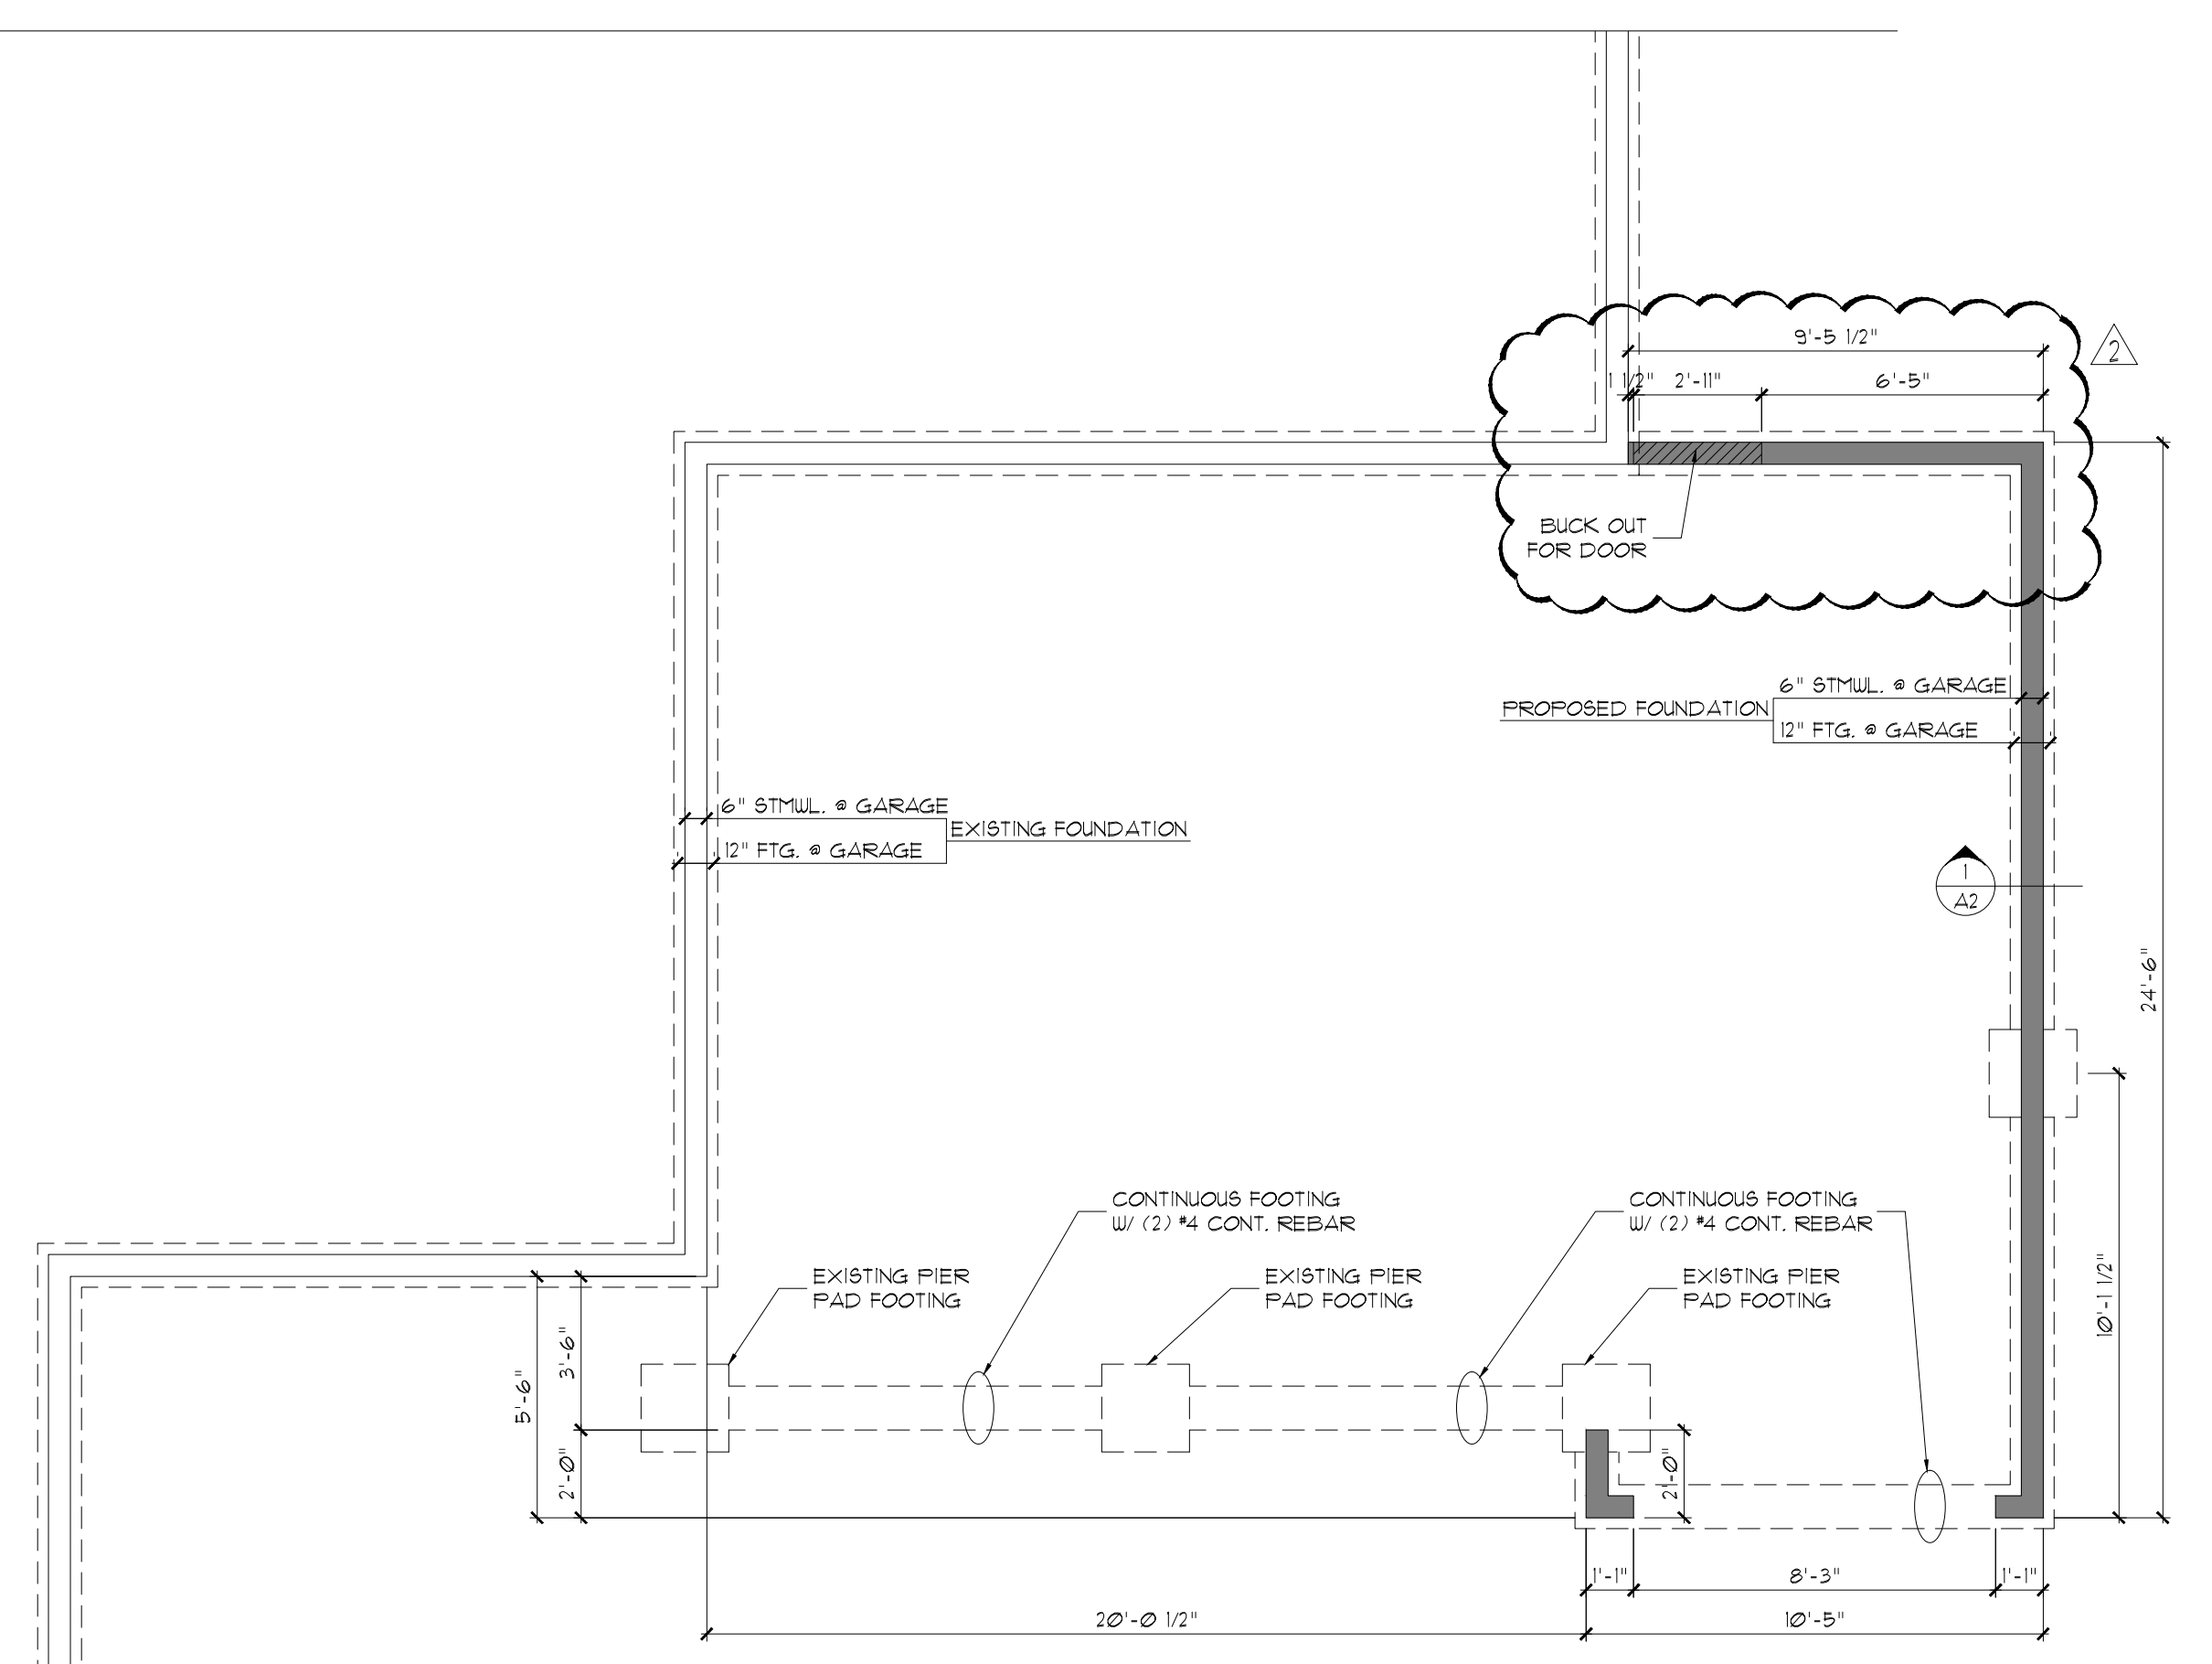 9'-5 1/2"
2
1 1/2" 2'-11" 6'-5"
BUCK OUT
FOR DOOR
6" STMWL. @ GARAGE
PROPOSED FOUNDATION
12" FTG. @ GARAGE
6" STMWL. @ GARAGE
EXISTING FOUNDATION
12" FTG. @ GARAGE
1
A2
24'-6"
CONTINUOUS FOOTING
W/ (2) #4 CONT. REBAR
CONTINUOUS FOOTING
W/ (2) #4 CONT. REBAR
EXISTING PIER
PAD FOOTING
EXISTING PIER
PAD FOOTING
EXISTING PIER
PAD FOOTING
10'-1 1/2"
3'-6"
5'-6"
2'-0"
2'-0"
1'-1" 8'-3" 1'-1"
20'-0 1/2" 10'-5"